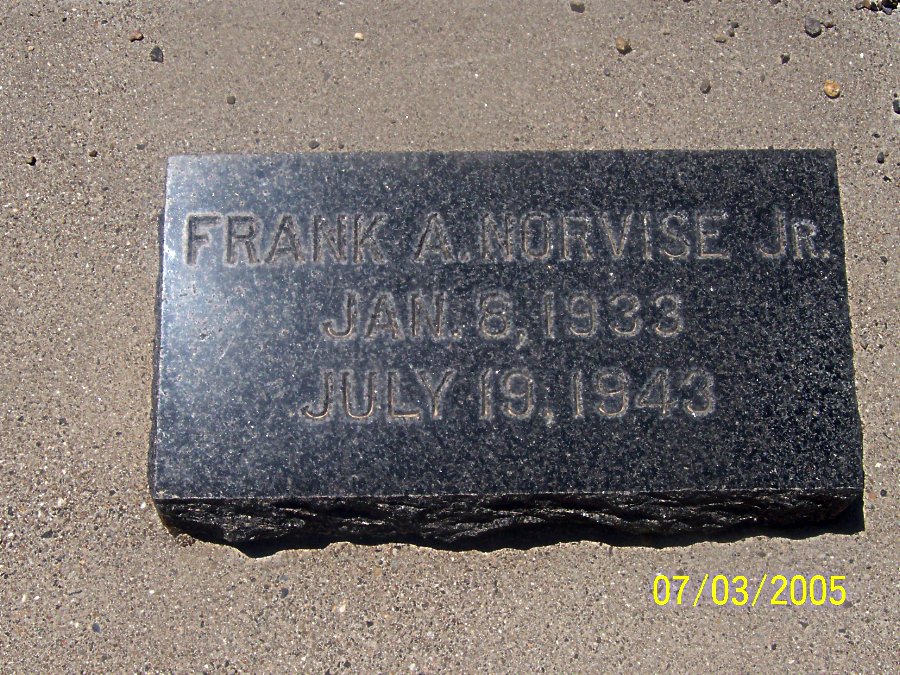 FRANK A. NORVISE JR.
JAN. 8, 1933
JULY 19, 1943
07/03/2005